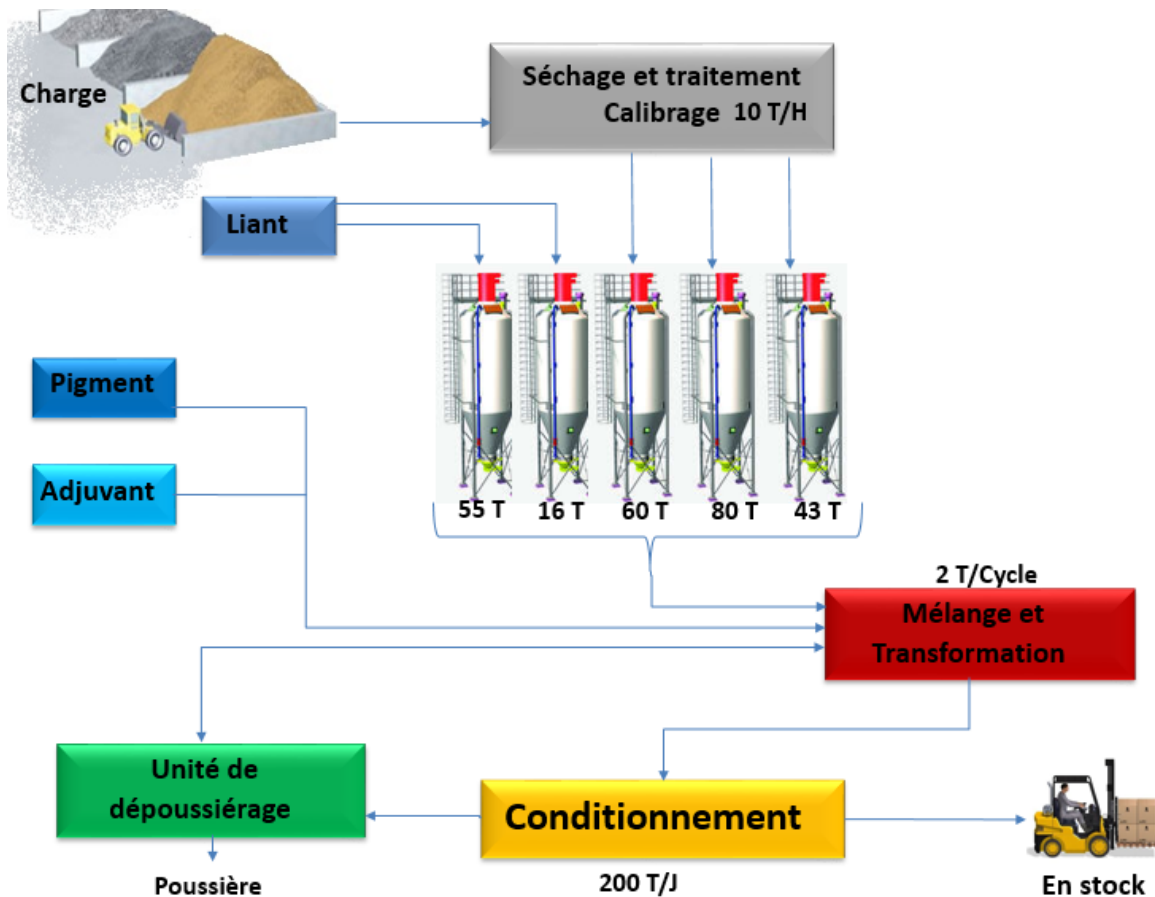 Charge
Séchage et traitement
Calibrage 10 T/H
Liant
Pigment
Adjuvant
55 T 16 T 60 T 80 T 43 T
2 T/Cycle
Mélange et
Transformation
Unité de
dépoussiérage
Conditionnement
200 T/J
Poussière
En stock